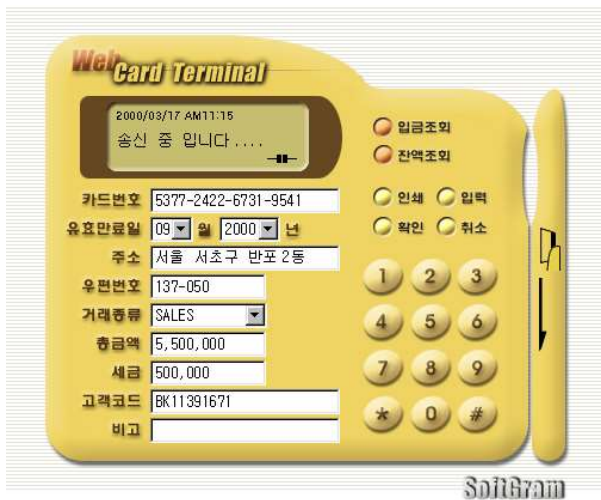 Web Card Terminal
2000/03/17 AM11:15
송신 중 입니다....
입금조회
잔액조회
인쇄 입력
확인 취소
카드번호 5377-2422-6731-9541
유효만료일 09 월 2000 년
주소 서울 서초구 반포2동
우편번호 137-050
거래종류 SALES
총금액 5,500,000
세금 500,000
고객코드 BK11391671
비고
1 2 3
4 5 6
7 8 9
* 0 #
SoftGram